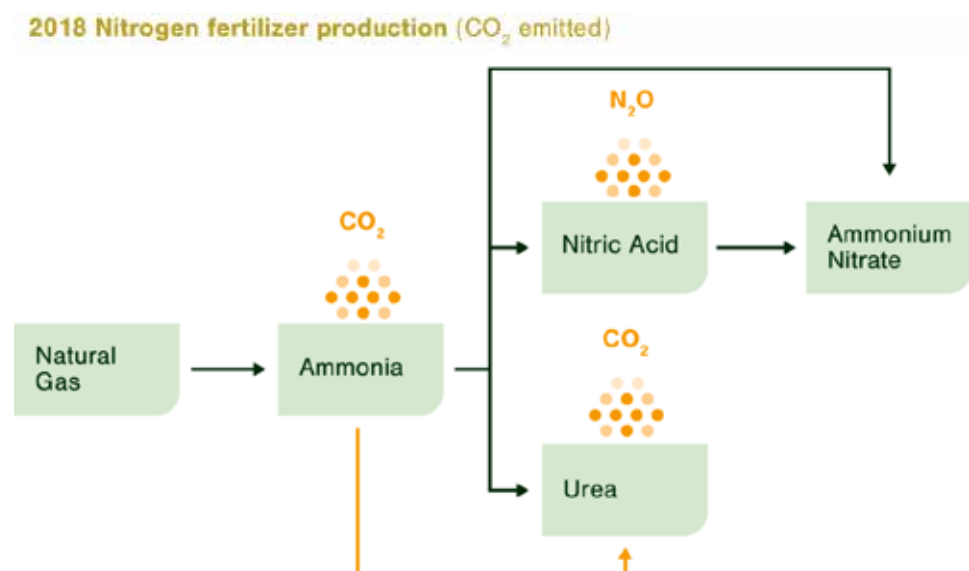 2018 Nitrogen fertilizer production (CO₂ emitted)
N₂O
CO₂
Nitric Acid
Ammonium
Nitrate
Natural
Gas
Ammonia
CO₂
Urea